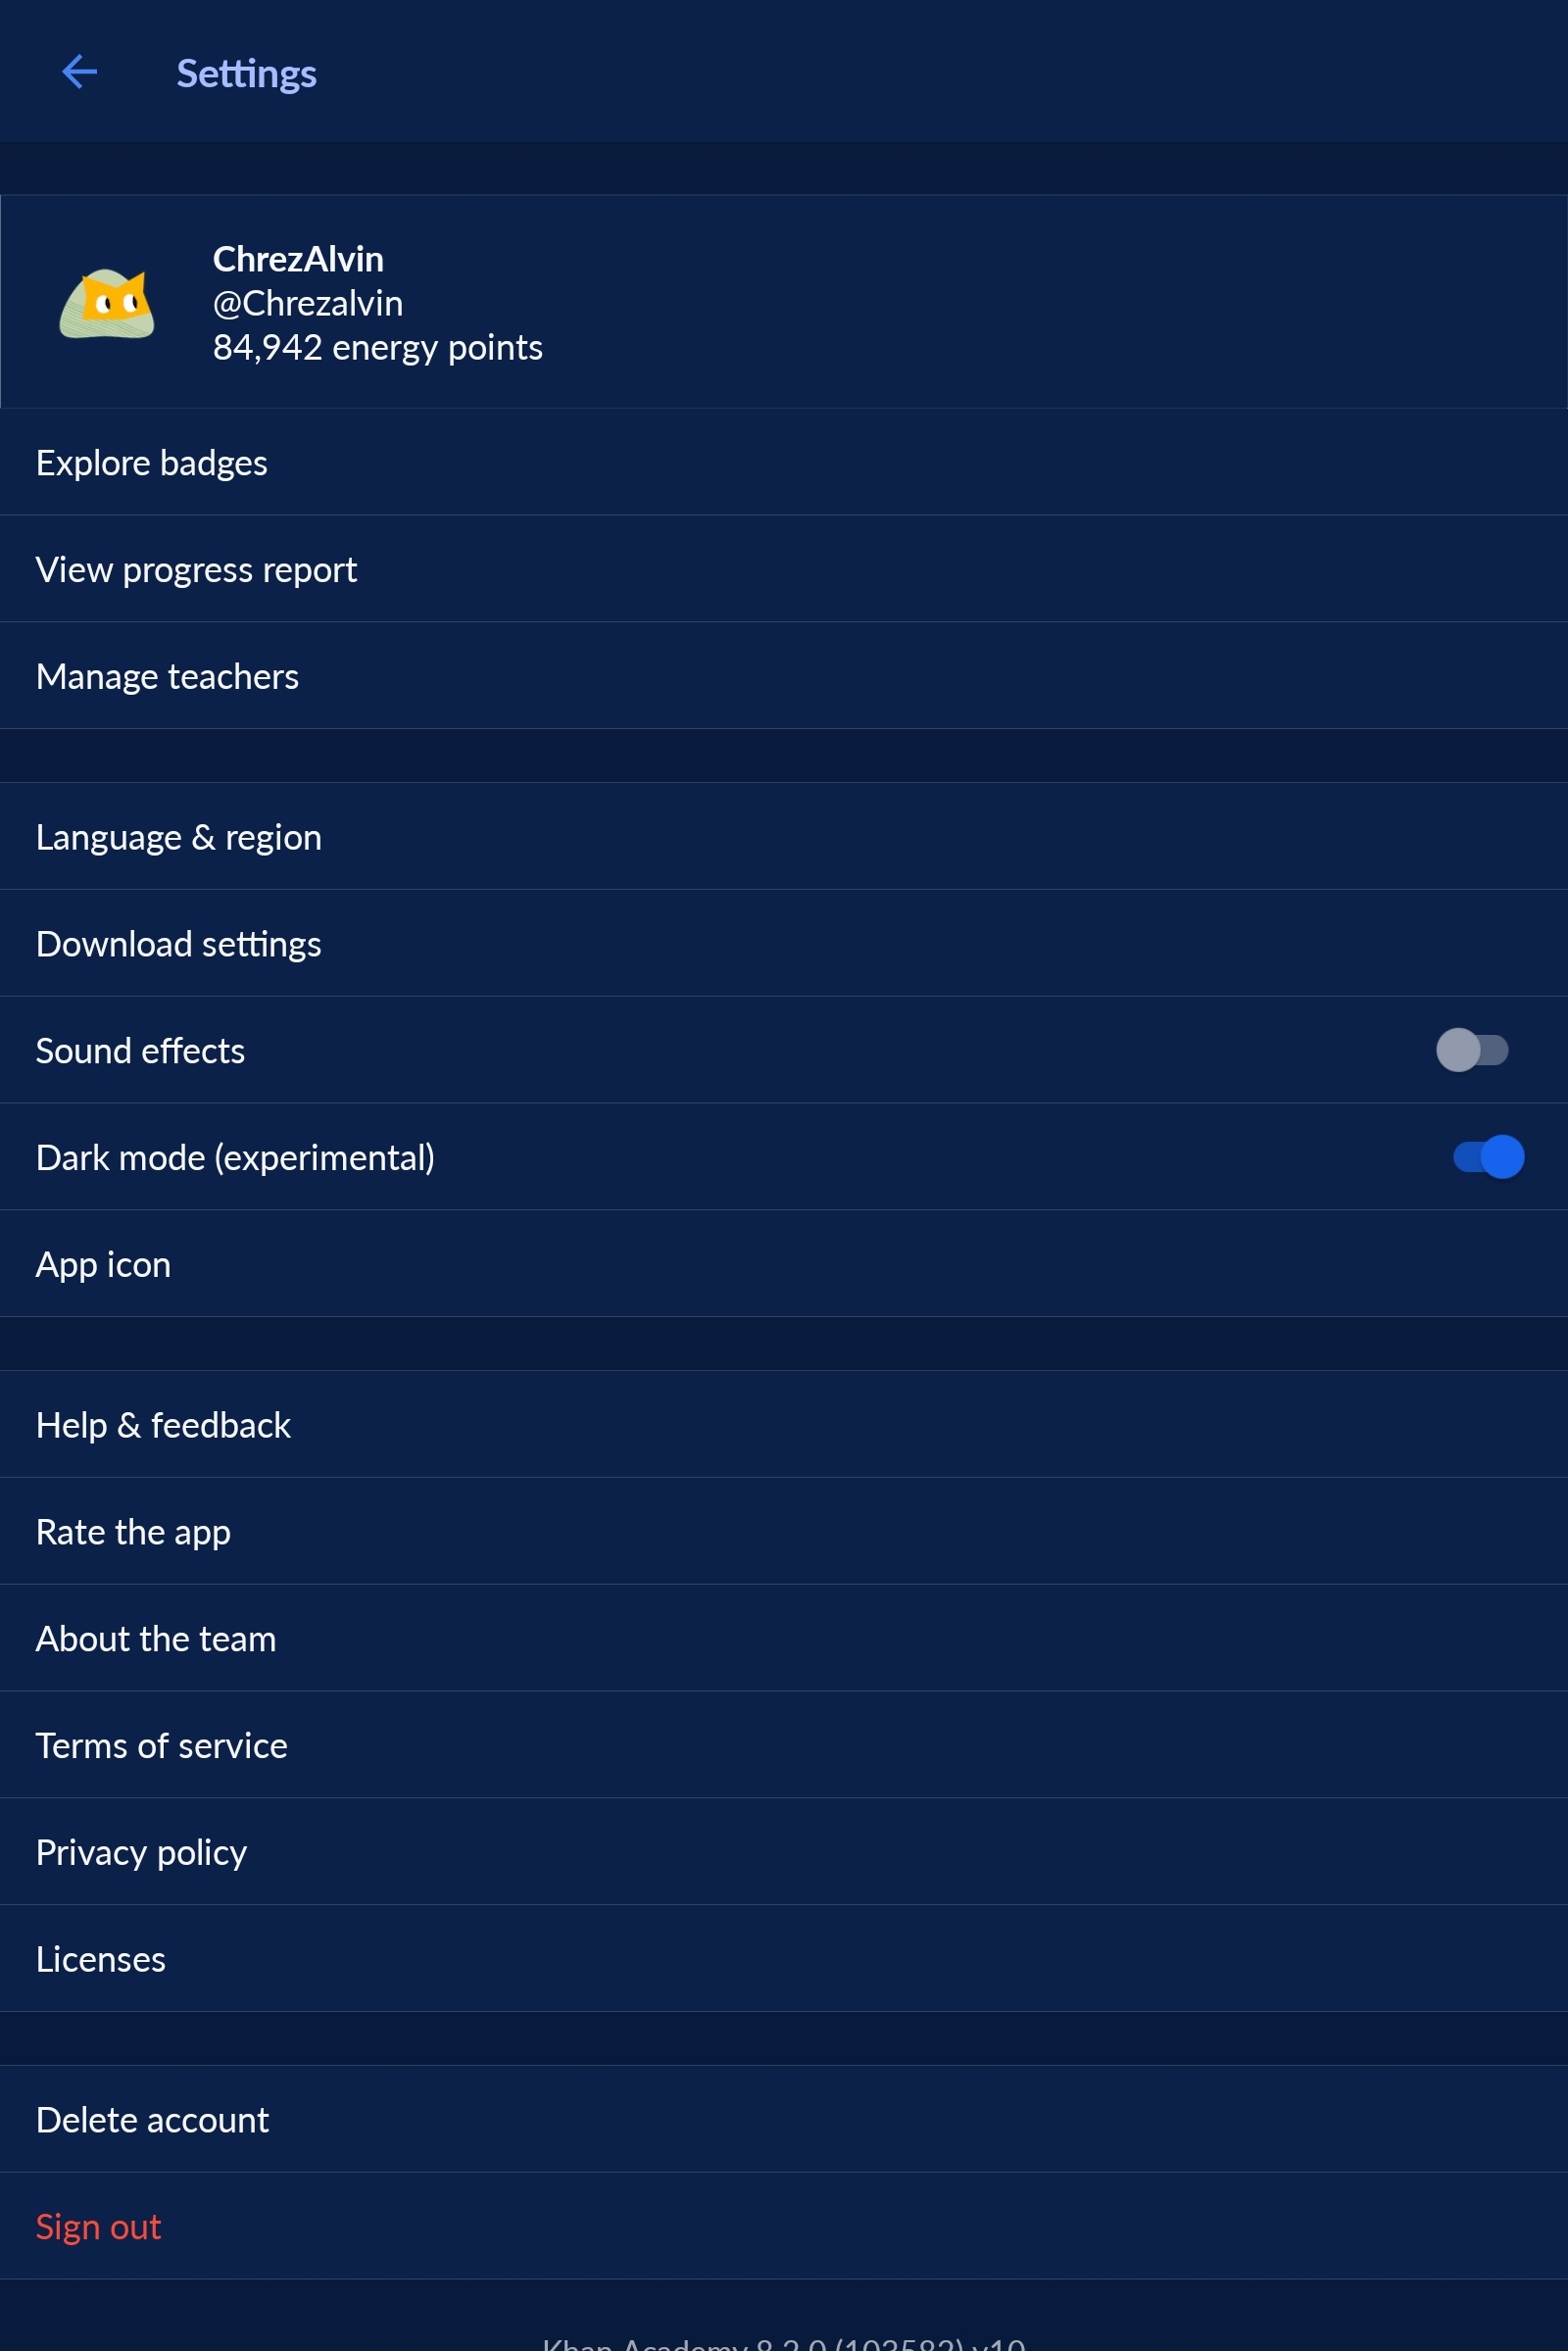 Settings
ChrezAlvin
@Chrezalvin
84,942 energy points
Explore badges
View progress report
Manage teachers
Language & region
Download settings
Sound effects
Dark mode (experimental)
App icon
Help & feedback
Rate the app
About the team
Terms of service
Privacy policy
Licenses
Delete account
Sign out
Khan Academy 8.2.0 (103582) v10